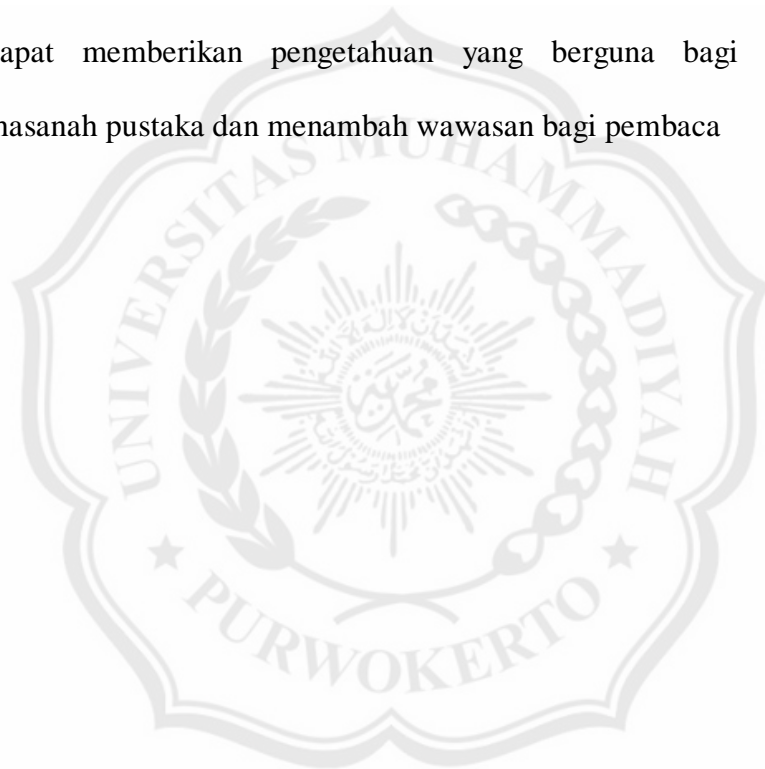 apat memberikan pengetahuan yang berguna bagi
hasanah pustaka dan menambah wawasan bagi pembaca
UNIVERSITAS MUHAMMADIYAH
PURWOKERTO